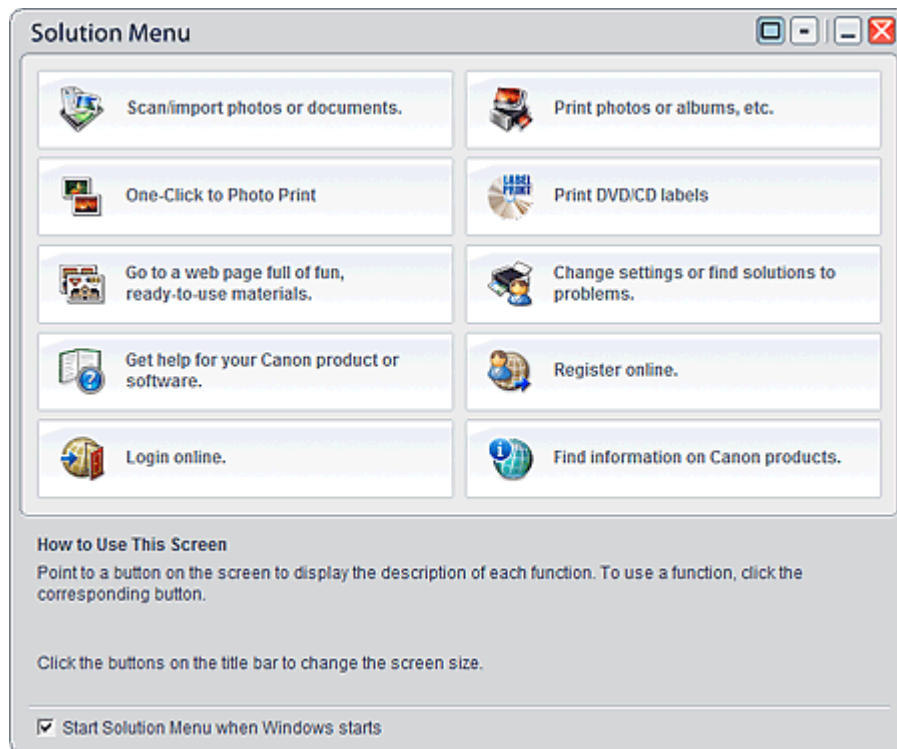 Solution Menu
Scan/import photos or documents.
Print photos or albums, etc.
One-Click to Photo Print
LABEL
PRINT
Print DVD/CD labels
Go to a web page full of fun,
ready-to-use materials.
Change settings or find solutions to
problems.
Get help for your Canon product or
software.
Register online.
Login online.
Find information on Canon products.
How to Use This Screen
Point to a button on the screen to display the description of each function. To use a function, click the
corresponding button.
Click the buttons on the title bar to change the screen size.
Start Solution Menu when Windows starts